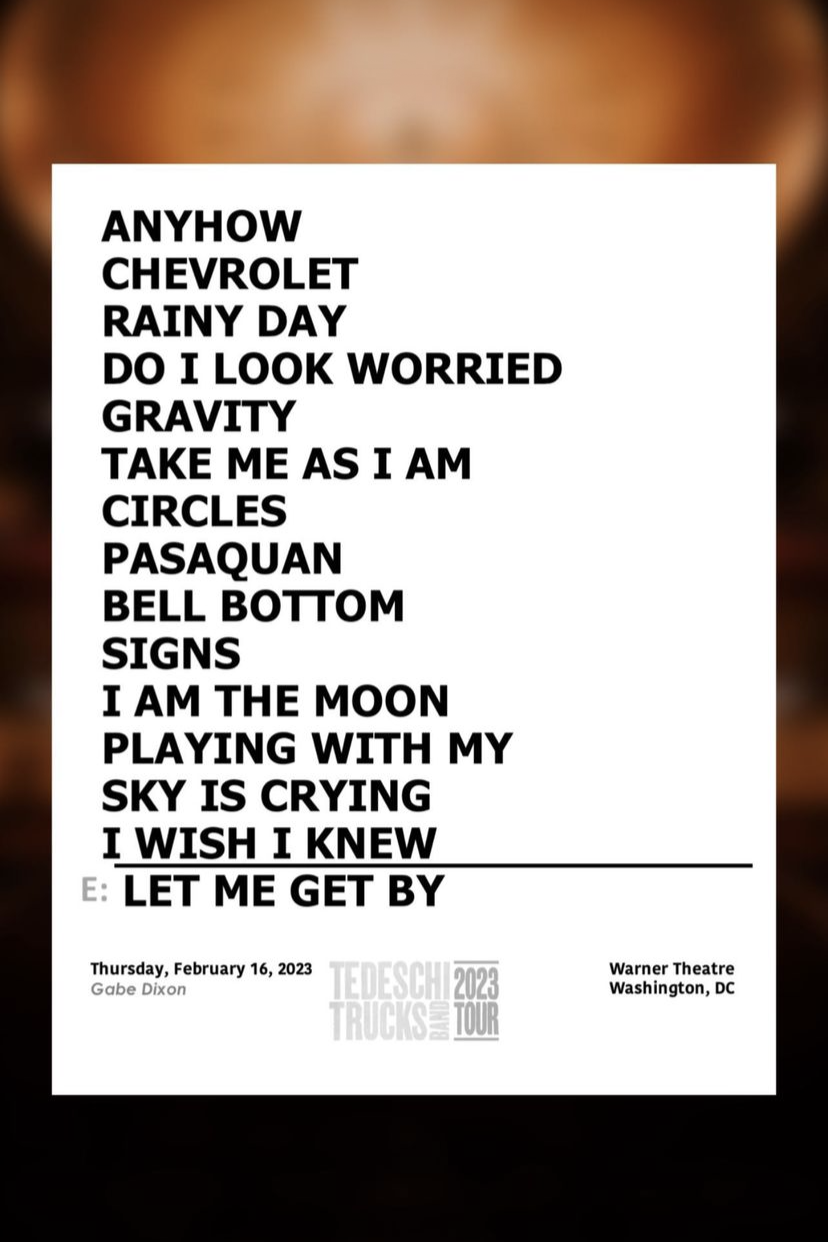 ANYHOW
CHEVROLET
RAINY DAY
DO I LOOK WORRIED
GRAVITY
TAKE ME AS I AM
CIRCLES
PASAQUAN
BELL BOTTOM
SIGNS
I AM THE MOON
PLAYING WITH MY
SKY IS CRYING
I WISH I KNEW
E: LET ME GET BY
Thursday, February 16, 2023
Gabe Dixon
TEDESCHI
TRUCKS
BAND
2023
TOUR
Warner Theatre
Washington, DC